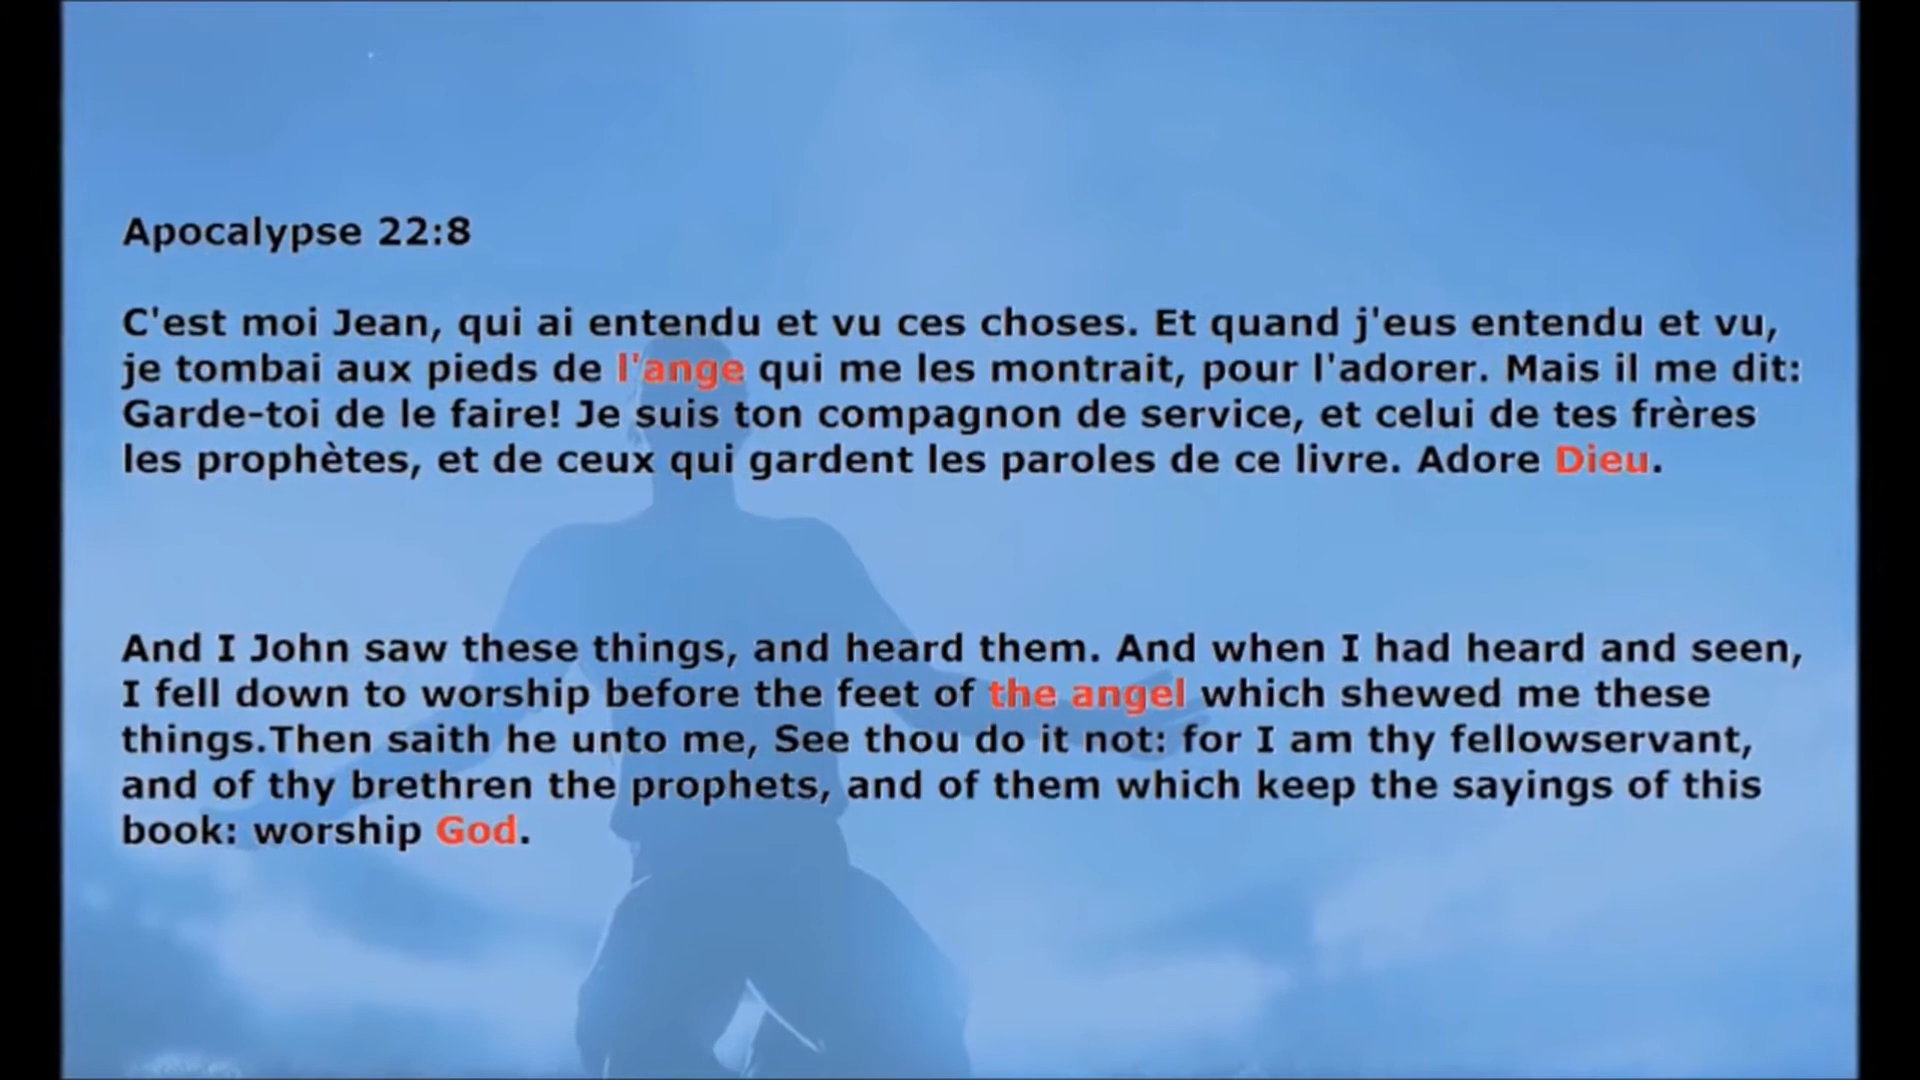 Apocalypse 22:8
C'est moi Jean, qui ai entendu et vu ces choses. Et quand j'eus entendu et vu,
je tombai aux pieds de l'ange qui me les montrait, pour l'adorer. Mais il me dit:
Garde-toi de le faire! Je suis ton compagnon de service, et celui de tes frères
les prophètes, et de ceux qui gardent les paroles de ce livre. Adore Dieu.
And I John saw these things, and heard them. And when I had heard and seen,
I fell down to worship before the feet of the angel which shewed me these
things.Then saith he unto me, See thou do it not: for I am thy fellowservant,
and of thy brethren the prophets, and of them which keep the sayings of this
book: worship God.